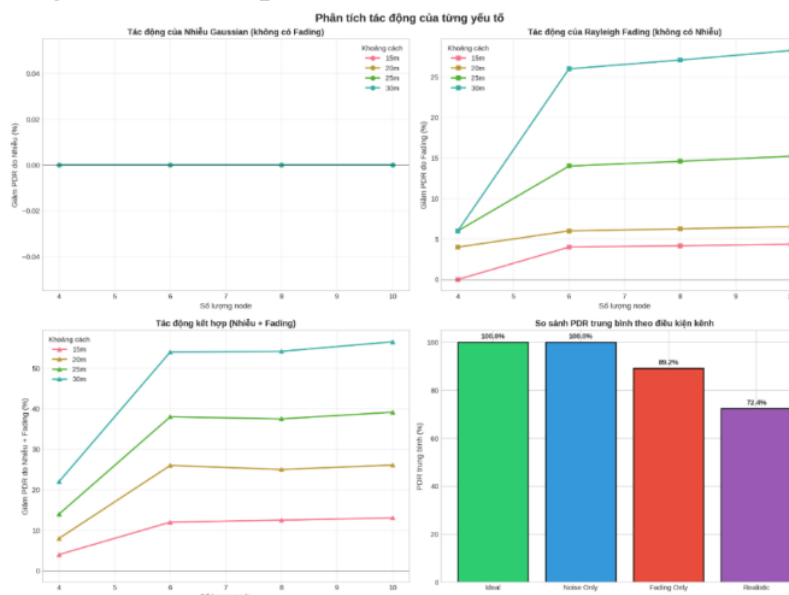 Phân tích tác động của từng yếu tố
Tác động của Nhiễu Gaussian (không có Fading)
Giảm PDR do Nhiễu (%)
0.04
0.02
0.00
−0.02
−0.04
Khoảng cách
15m
20m
25m
30m
4 5 6 7 8 9 10
Số lượng node
Tác động của Rayleigh Fading (không có Nhiễu)
Giảm PDR do Fading (%)
25
20
15
10
5
0
Khoảng cách
15m
20m
25m
30m
4 5 6 7 8 9
Số lượng node
Tác động kết hợp (Nhiễu + Fading)
Giảm PDR do Nhiễu + Fading (%)
50
40
30
20
10
0
Khoảng cách
15m
20m
25m
30m
4 5 6 7 8 9 10
So sánh PDR trung bình theo điều kiện kênh
PDR trung bình (%)
100
80
60
40
20
0
100.0%
100.0%
89.2%
72.4%
Ideal
Noise Only
Fading Only
Realistic